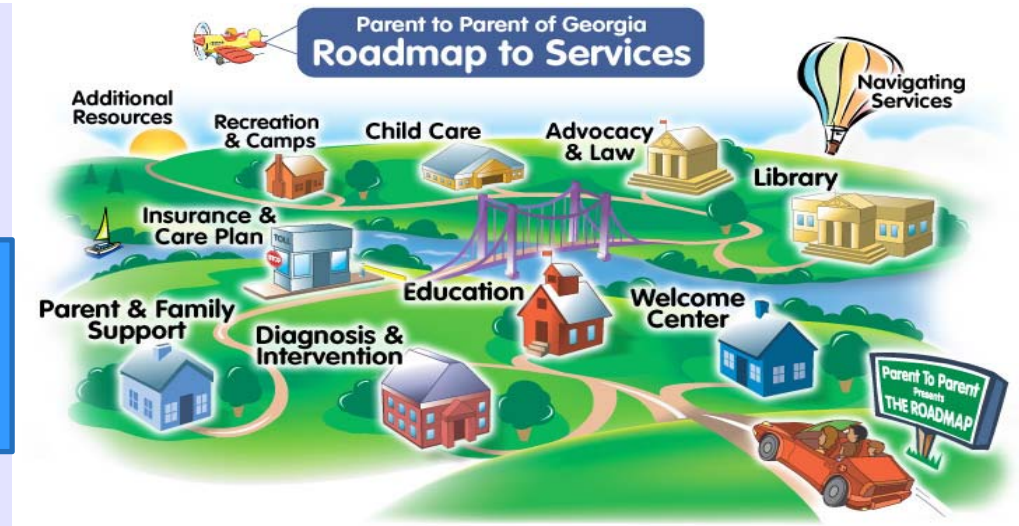 Parent to Parent of Georgia
Roadmap to Services
Additional
Resources
Recreation
& Camps
Child Care
Advocacy
& Law
Navigating
Services
Library
Insurance &
Care Plan
TOLL
STOP
Education
Welcome
Center
Parent & Family
Support
Diagnosis &
Intervention
Parent To Parent
Presents
THE ROADMAP